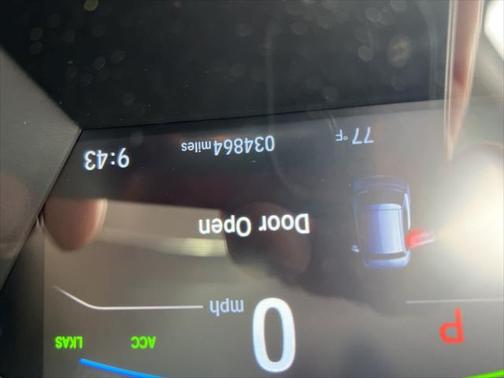 P
0 mph
ACC
LKAS
Door Open
77°F
034864 miles
9:43